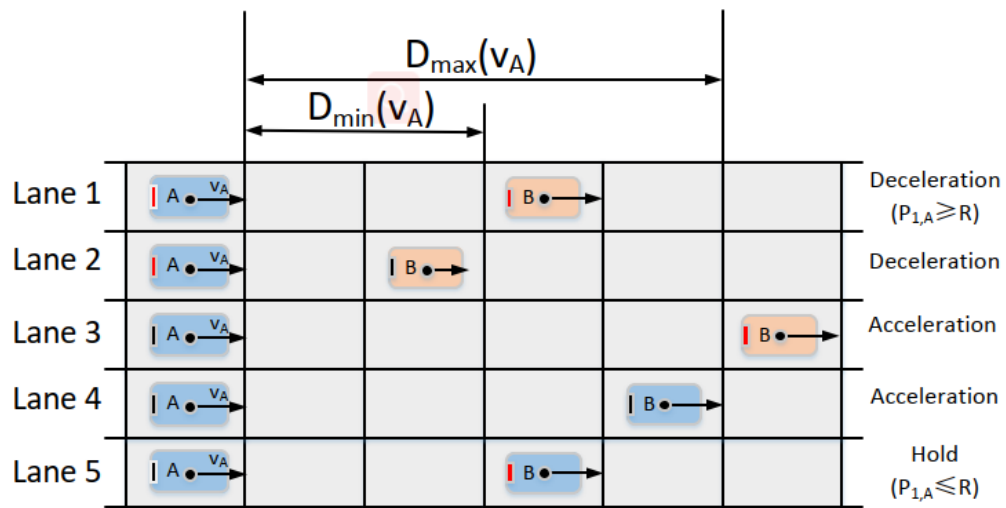 Dmax(vA)
Dmin(vA)
Lane 1 A vA B Deceleration
(P1,A≥R)
Lane 2 A vA B Deceleration
Lane 3 A vA B Acceleration
Lane 4 A vA B Acceleration
Lane 5 A vA B Hold
(P1,A≤R)